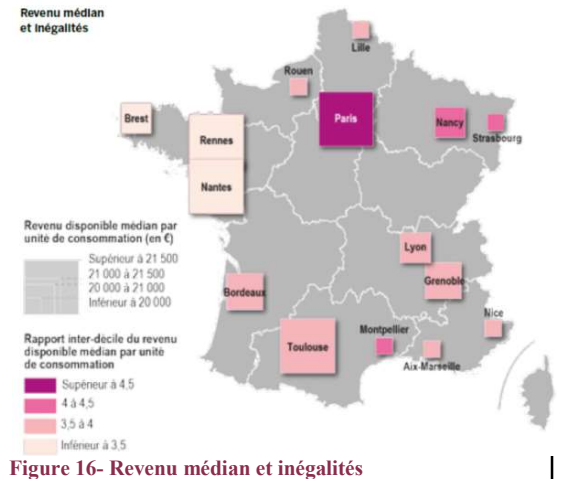 Revenu médian
et inégalités
Lille
Rouen
Brest
Paris
Nancy
Strasbourg
Rennes
Nantes
Revenu disponible médian par
unité de consommation (en €)
Supérieur à 21 500
21 000 à 21 500
20 000 à 21 000
Inférieur à 20 000
Lyon
Grenoble
Bordeaux
Nice
Montpellier
Toulouse
Aix-Marseille
Rapport inter-décile du revenu
disponible médian par unité
de consommation
Supérieur à 4,5
4 à 4,5
3,5 à 4
Inférieur à 3,5
Figure 16- Revenu médian et inégalités